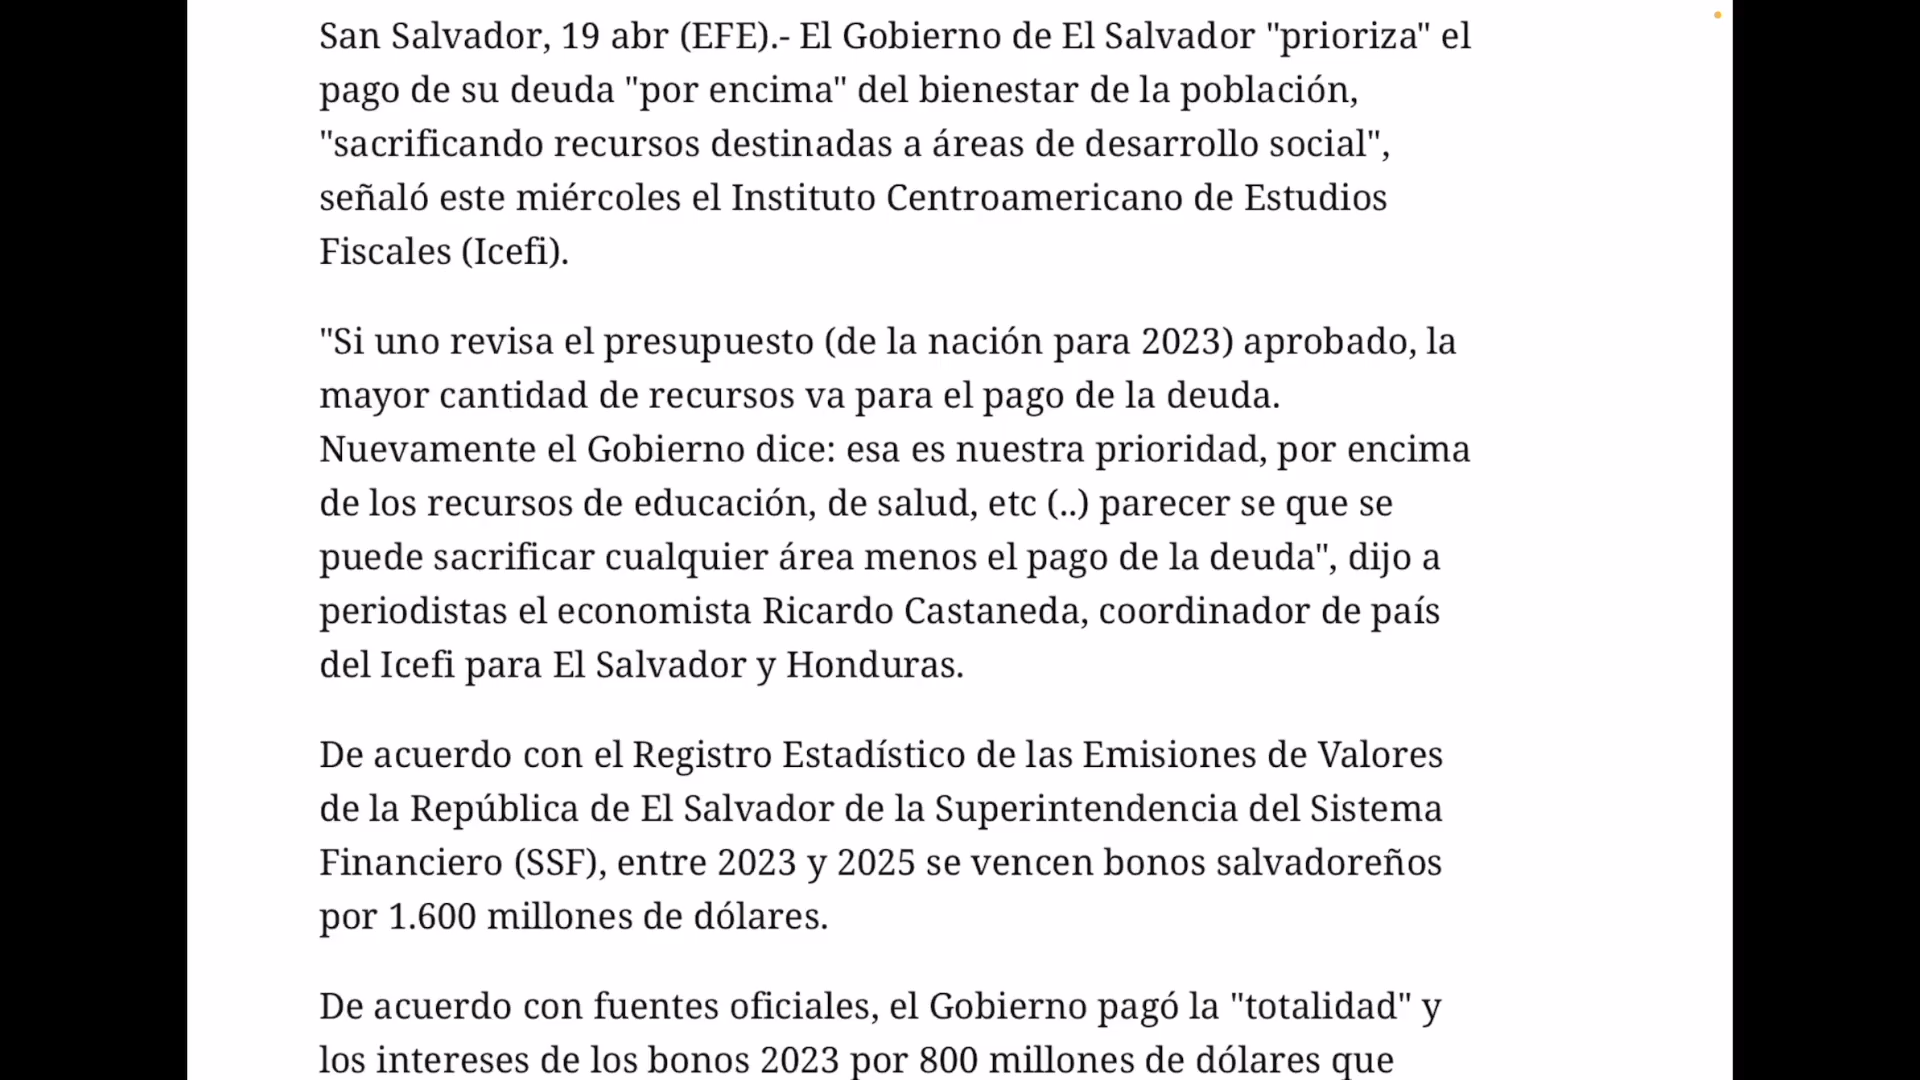 San Salvador, 19 abr (EFE).- El Gobierno de El Salvador "prioriza" el
pago de su deuda "por encima" del bienestar de la población,
"sacrificando recursos destinadas a áreas de desarrollo social",
señaló este miércoles el Instituto Centroamericano de Estudios
Fiscales (Icefi).
"Si uno revisa el presupuesto (de la nación para 2023) aprobado, la
mayor cantidad de recursos va para el pago de la deuda.
Nuevamente el Gobierno dice: esa es nuestra prioridad, por encima
de los recursos de educación, de salud, etc (..) parecer se que se
puede sacrificar cualquier área menos el pago de la deuda", dijo a
periodistas el economista Ricardo Castaneda, coordinador de país
del Icefi para El Salvador y Honduras.
De acuerdo con el Registro Estadístico de las Emisiones de Valores
de la República de El Salvador de la Superintendencia del Sistema
Financiero (SSF), entre 2023 y 2025 se vencen bonos salvadoreños
por 1.600 millones de dólares.
De acuerdo con fuentes oficiales, el Gobierno pagó la "totalidad" y
los intereses de los bonos 2023 por 800 millones de dólares que